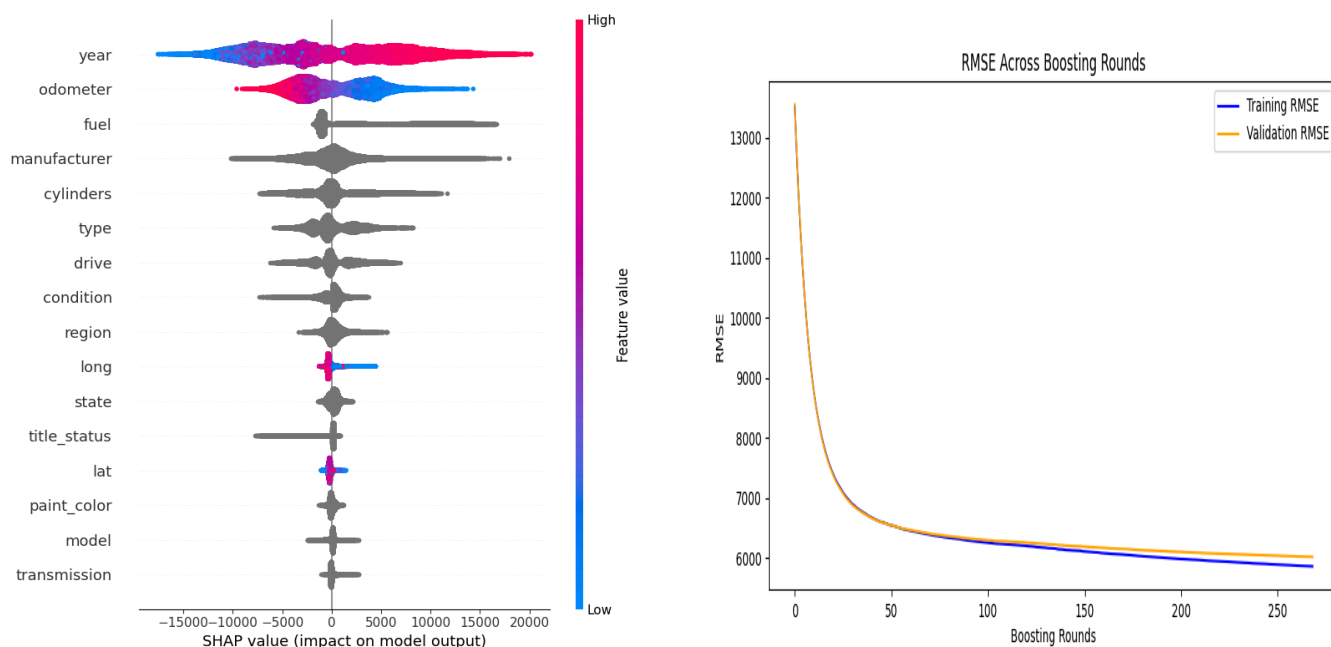 High
year
odometer
fuel
manufacturer
cylinders
type
drive
condition
region
long
state
title_status
lat
paint_color
model
transmission
−15000 −10000 −5000 0 5000 10000 15000 20000
SHAP value (impact on model output)
Low
Feature value
RMSE Across Boosting Rounds
Training RMSE
Validation RMSE
13000
12000
11000
10000
9000
8000
7000
6000
RMSE
0 50 100 150 200 250
Boosting Rounds